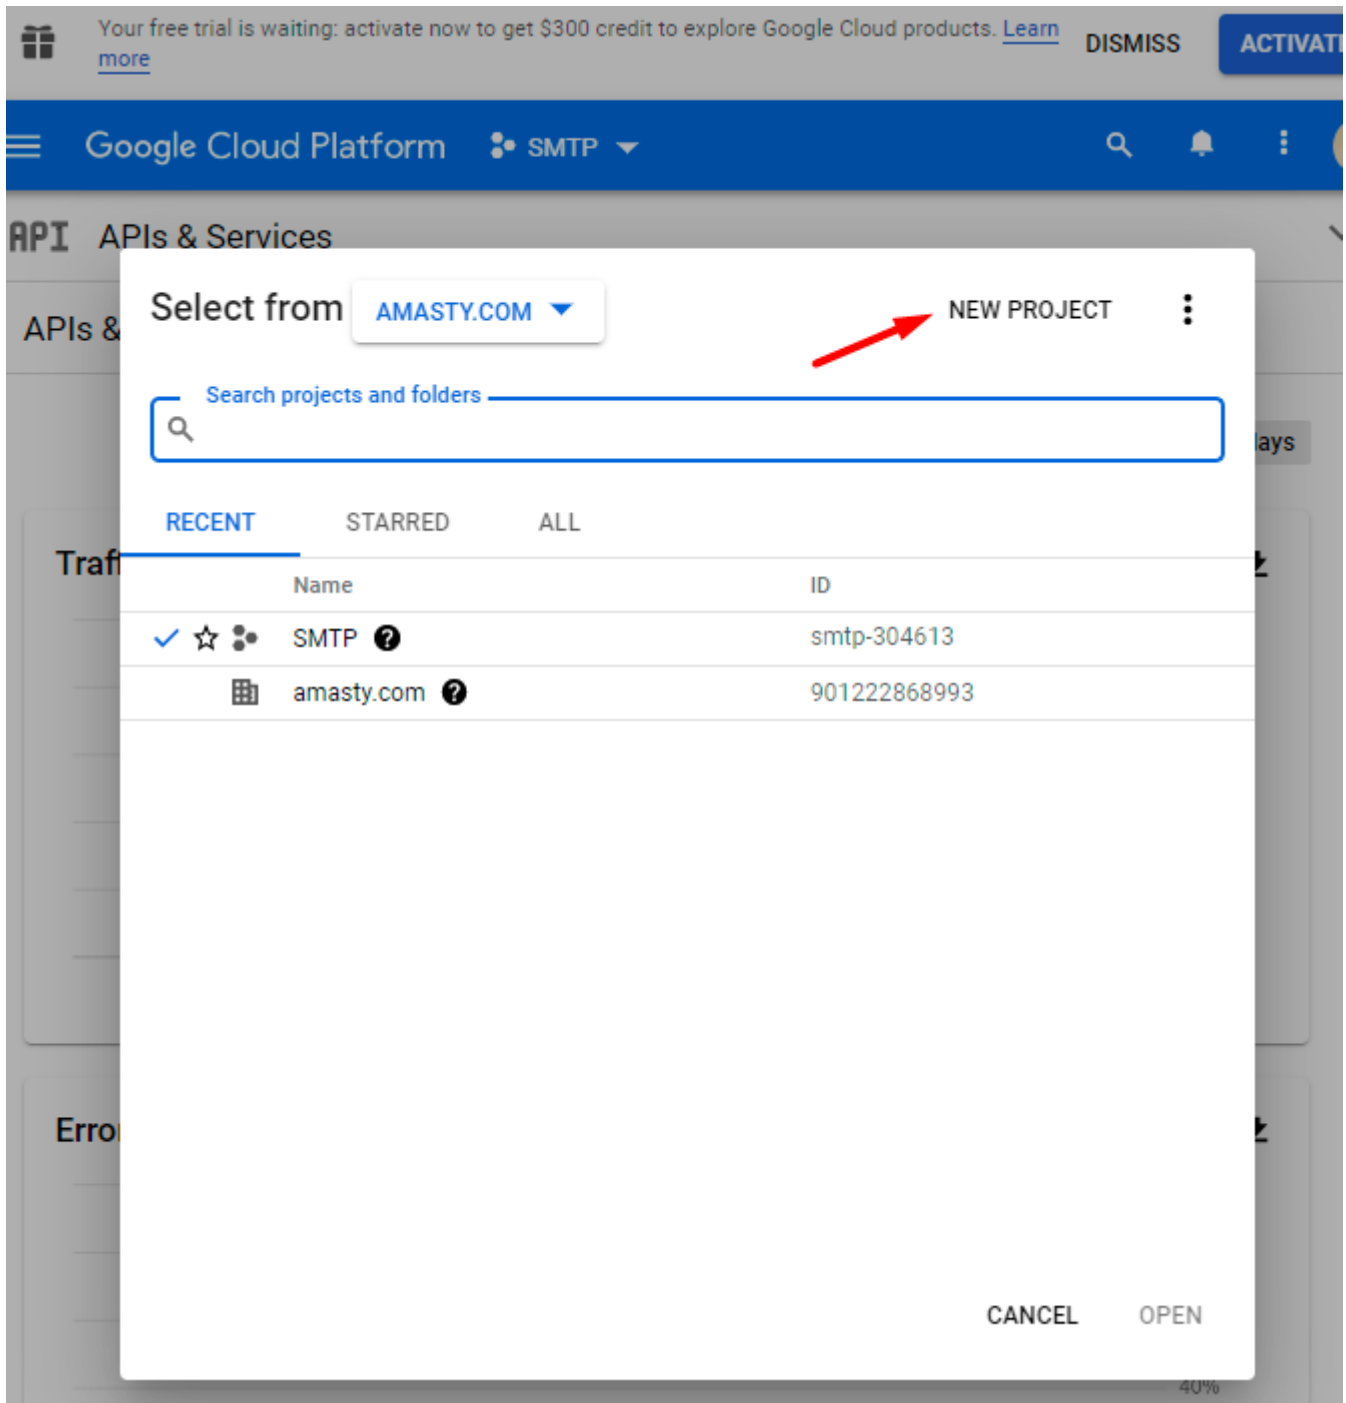 Your free trial is waiting: activate now to get $300 credit to explore Google Cloud products. Learn
more
DISMISS
Google Cloud Platform
SMTP
API
APIs & Services
APIs &
Select from
AMASTY.COM
NEW PROJECT
Search projects and folders
RECENT
STARRED
ALL
Name
ID
SMTP
smtp-304613
amasty.com
901222868993
CANCEL
OPEN
40%